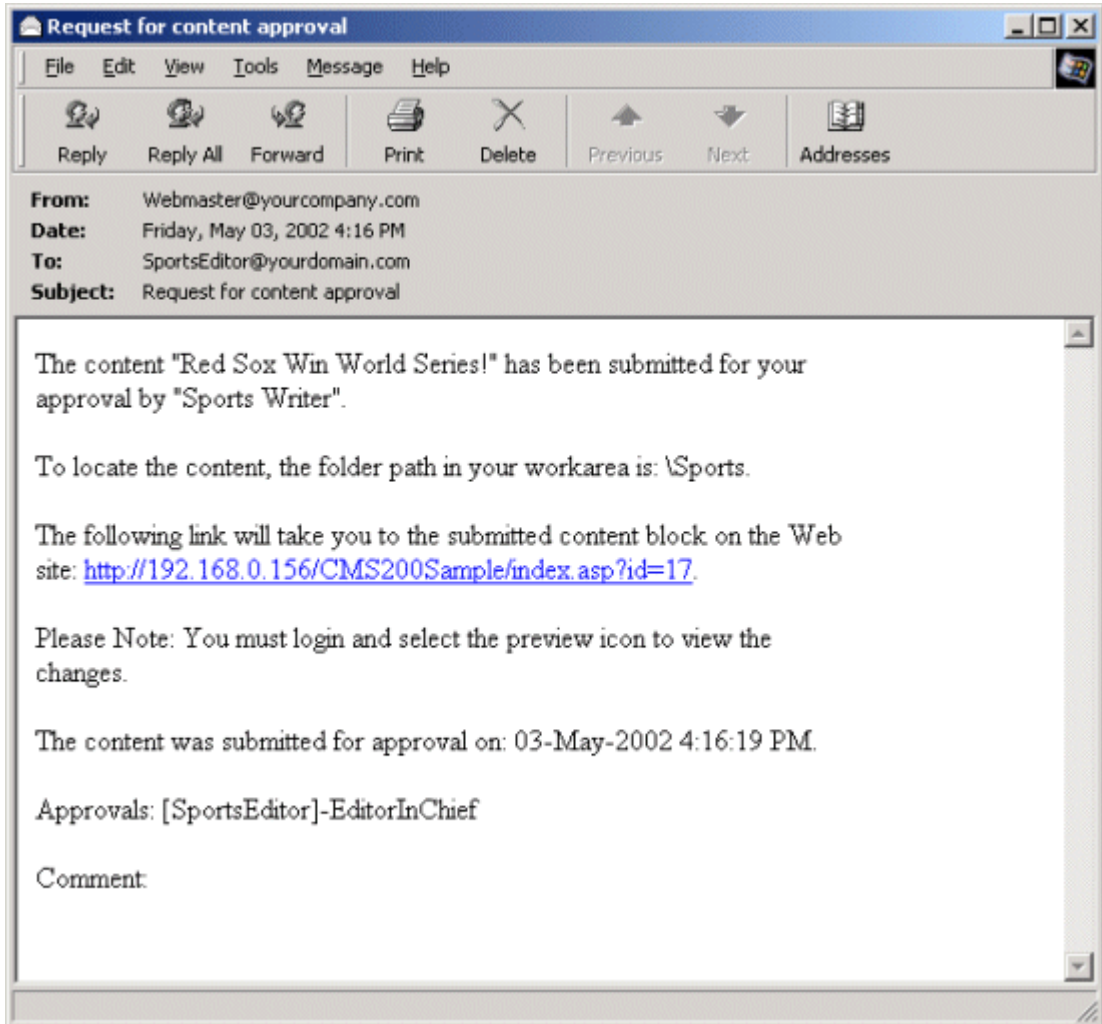 Request for content approval
File Edit View Tools Message Help
Reply Reply All Forward Print Delete Previous Next Addresses
From: Webmaster@yourcompany.com
Date: Friday, May 03, 2002 4:16 PM
To: SportsEditor@yourdomain.com
Subject: Request for content approval
The content "Red Sox Win World Series!" has been submitted for your
approval by "Sports Writer".
To locate the content, the folder path in your workarea is: \Sports.
The following link will take you to the submitted content block on the Web
site: http://192.168.0.156/CMS200Sample/index.asp?id=17.
Please Note: You must login and select the preview icon to view the
changes.
The content was submitted for approval on: 03-May-2002 4:16:19 PM.
Approvals: [SportsEditor]-EditorInChief
Comment: